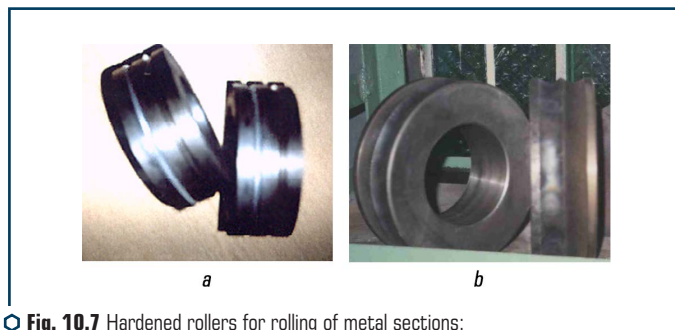 a
b
Fig. 10.7 Hardened rollers for rolling of metal sections: